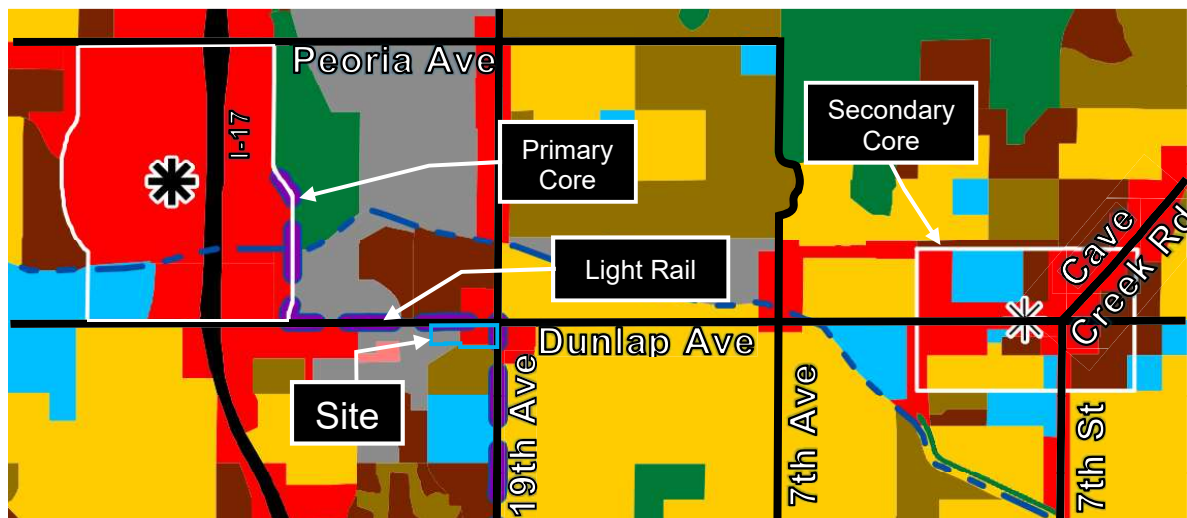 Peoria Ave
I-17
Primary
Core
Secondary
Core
Light Rail
Cave
Creek Rd
Dunlap Ave
Site
19th Ave
7th Ave
7th St